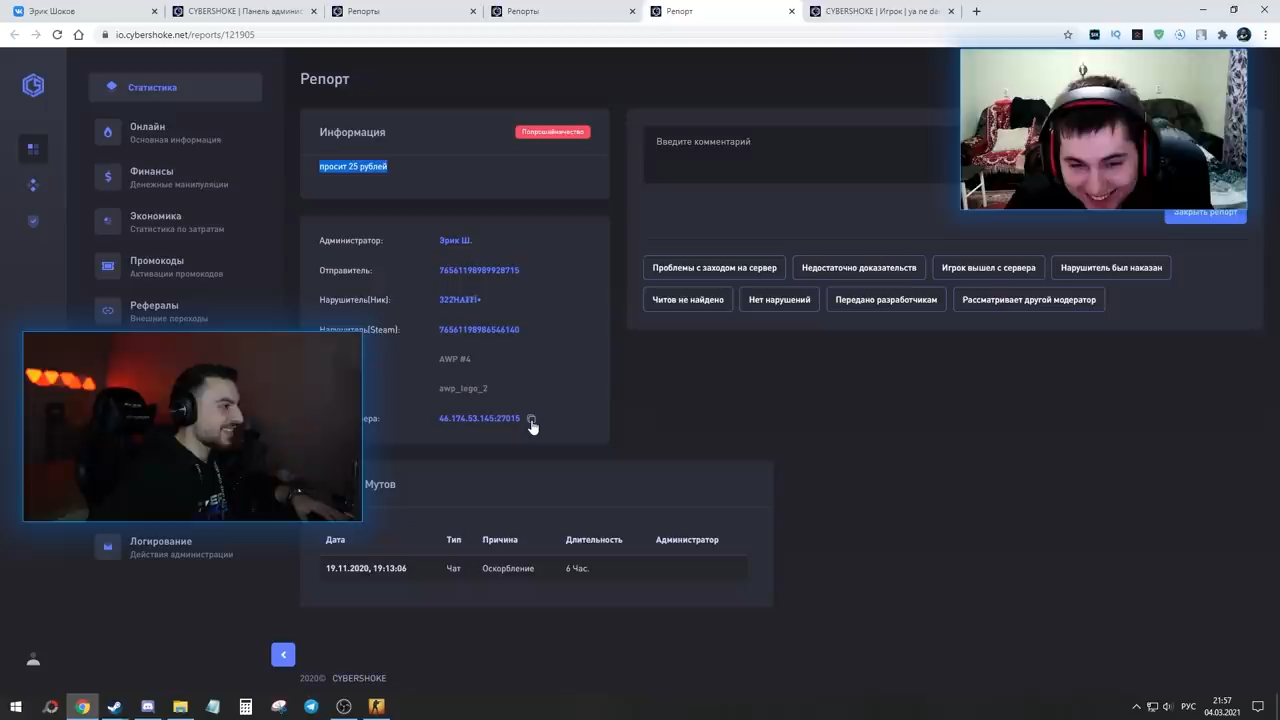 Эрик Шоков
CYBERSHOKE | Панель админис
Репорты
Репорты
Репорт
CYBERSHOKE | Игрок | ya ne da
io.cybershoke.net/reports/121905
Статистика
Онлайн
Основная информация
Финансы
Денежные манипуляции
Экономика
Статистика по затратам
Промокоды
Активации промокодов
Рефералы
Внешние переходы
Логирование
Действия администрации
Репорт
Информация
Попрошайничество
просит 25 рублей
Администратор:
Эрик Ш.
Отправитель:
76561198989928715
Нарушитель(Ник):
Нарушитель(Steam):
76561198986546140
AWP #4
awp_lego_2
ера:
46.174.53.145:27015
Мутов
Дата
Тип
Причина
Длительность
Администратор
19.11.2020, 19:13:06
Чат
Оскорбление
6 Час.
Введите комментарий
Закрыть репорт
Проблемы с заходом на сервер
Недостаточно доказательств
Игрок вышел с сервера
Нарушитель был наказан
Читов не найдено
Нет нарушений
Передано разработчикам
Рассматривает другой модератор
2020© CYBERSHOKE
РУС
21:57
04.03.2021